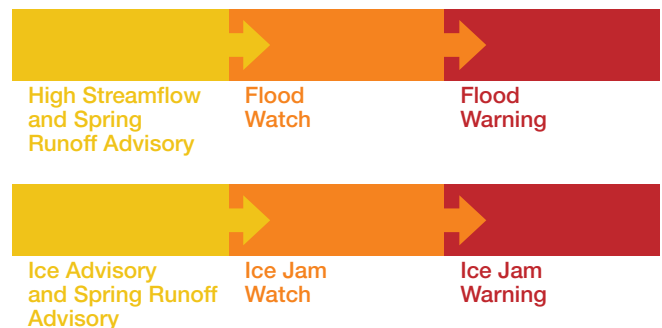 High Streamflow
and Spring
Runoff Advisory
Flood
Watch
Flood
Warning
Ice Advisory
and Spring Runoff
Advisory
Ice Jam
Watch
Ice Jam
Warning